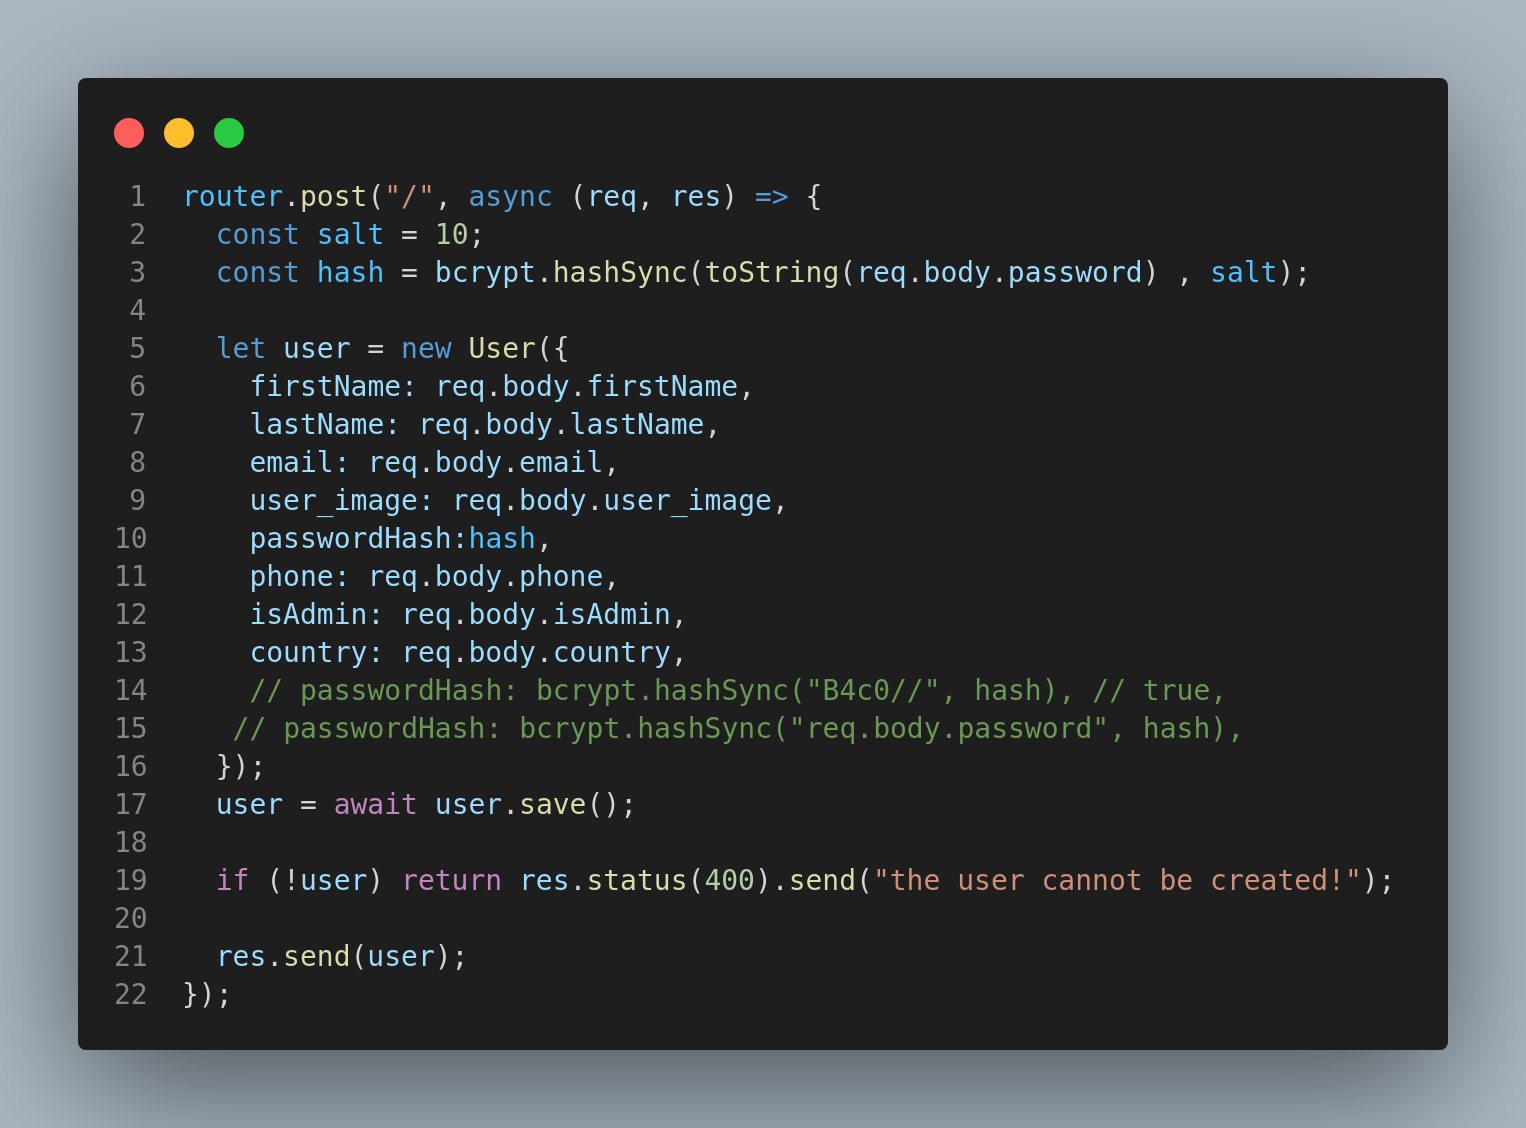 1 router.post("/", async (req, res) => {
2   const salt = 10;
3   const hash = bcrypt.hashSync(toString(req.body.password) , salt);
4
5   let user = new User({
6     firstName: req.body.firstName,
7     lastName: req.body.lastName,
8     email: req.body.email,
9     user_image: req.body.user_image,
10     passwordHash:hash,
11     phone: req.body.phone,
12     isAdmin: req.body.isAdmin,
13     country: req.body.country,
14     // passwordHash: bcrypt.hashSync("B4c0//", hash), // true,
15    // passwordHash: bcrypt.hashSync("req.body.password", hash),
16   });
17   user = await user.save();
18
19   if (!user) return res.status(400).send("the user cannot be created!");
20
21   res.send(user);
22 });